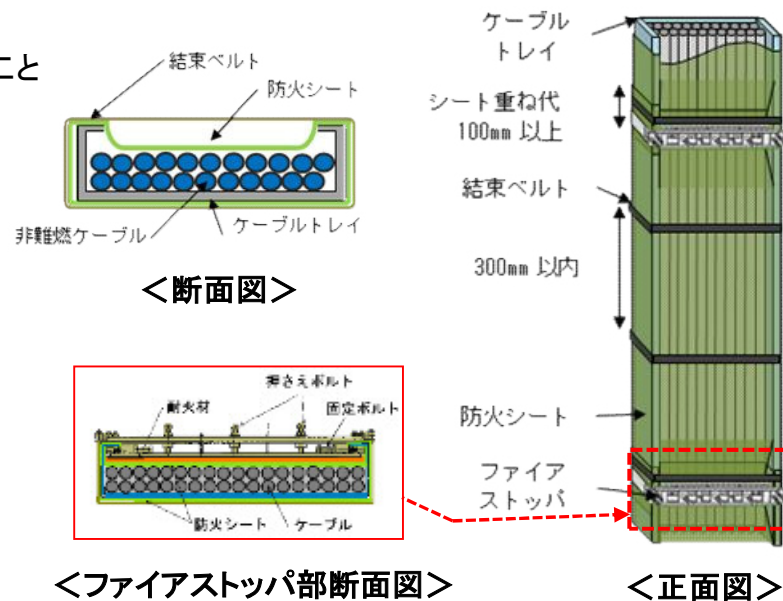 こと
結束ベルト
防火シート
非難燃ケーブル
ケーブルトレイ
＜断面図＞
押さえボルト
耐火材
固定ボルト
防火シート
ケーブル
＜ファイアストッパ部断面図＞
ケーブル
トレイ
シート重ね代
100mm 以上
結束ベルト
300mm 以内
防火シート
ファイア
ストッパ
＜正面図＞